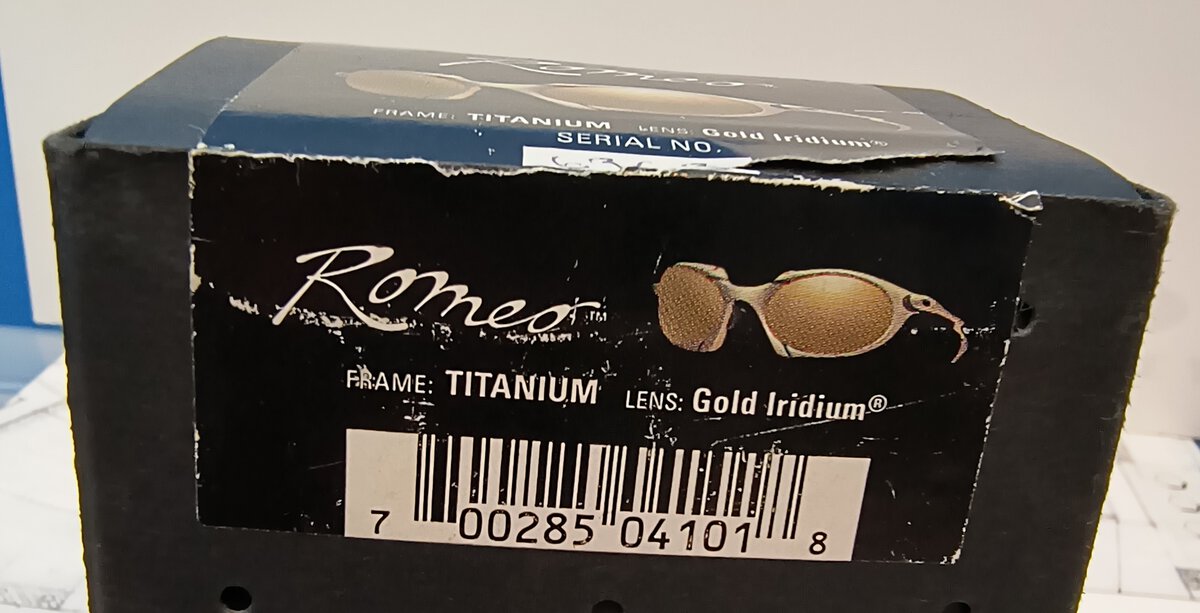 Romeo
FRAME: TITANIUM LENS: Gold Iridium®
SERIAL NO.
Romeo™
FRAME: TITANIUM LENS: Gold Iridium®
7 00285 04101 8